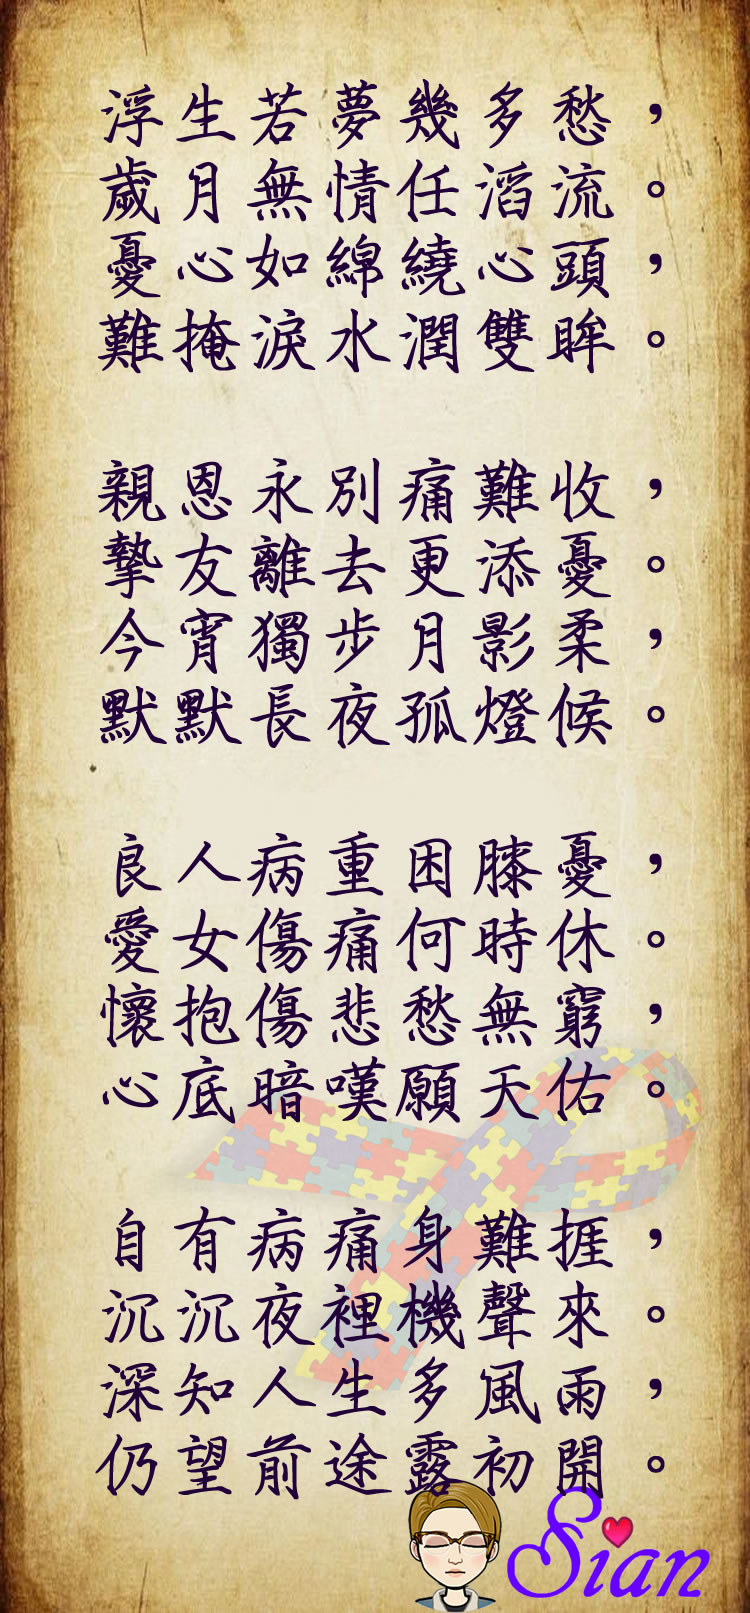 浮生若夢幾多愁，
歲月無情任滔流。
憂心如綿繞心頭，
難掩淚水潤雙眸。
親恩永別痛難收，
摯友離去更添憂。
今宵獨步月影柔，
默默長夜孤燈候。
良人病重困膝憂，
愛女傷痛何時休。
懷抱傷悲愁無窮，
心底暗嘆願天佑。
自有病痛身難捱，
沉沉夜裡機聲來。
深知人生多風雨，
仍望前途露初開。
Sian